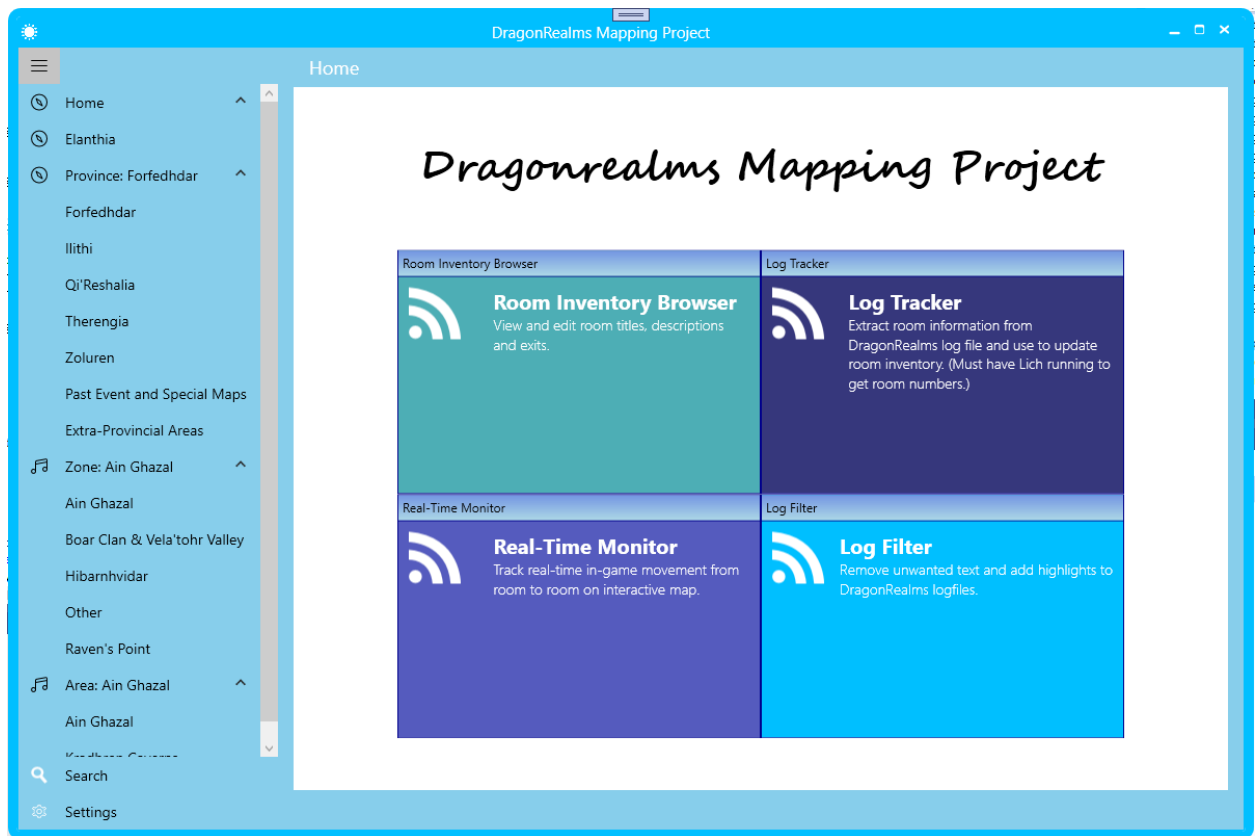 DragonRealms Mapping Project
Home
Home
Elanthia
Province: Forfedhdar
Forfedhdar
Ilithi
Qi'Reshalia
Therengia
Zoluren
Past Event and Special Maps
Extra-Provincial Areas
Zone: Ain Ghazal
Ain Ghazal
Boar Clan & Vela'tohr Valley
Hibarnhvidar
Other
Raven's Point
Area: Ain Ghazal
Ain Ghazal
Search
Settings
Dragonrealms Mapping Project
Room Inventory Browser
Room Inventory Browser
View and edit room titles, descriptions
and exits.
Log Tracker
Log Tracker
Extract room information from
DragonRealms log file and use to update
room inventory. (Must have Lich running to
get room numbers.)
Real-Time Monitor
Real-Time Monitor
Track real-time in-game movement from
room to room on interactive map.
Log Filter
Log Filter
Remove unwanted text and add highlights to
DragonRealms logfiles.